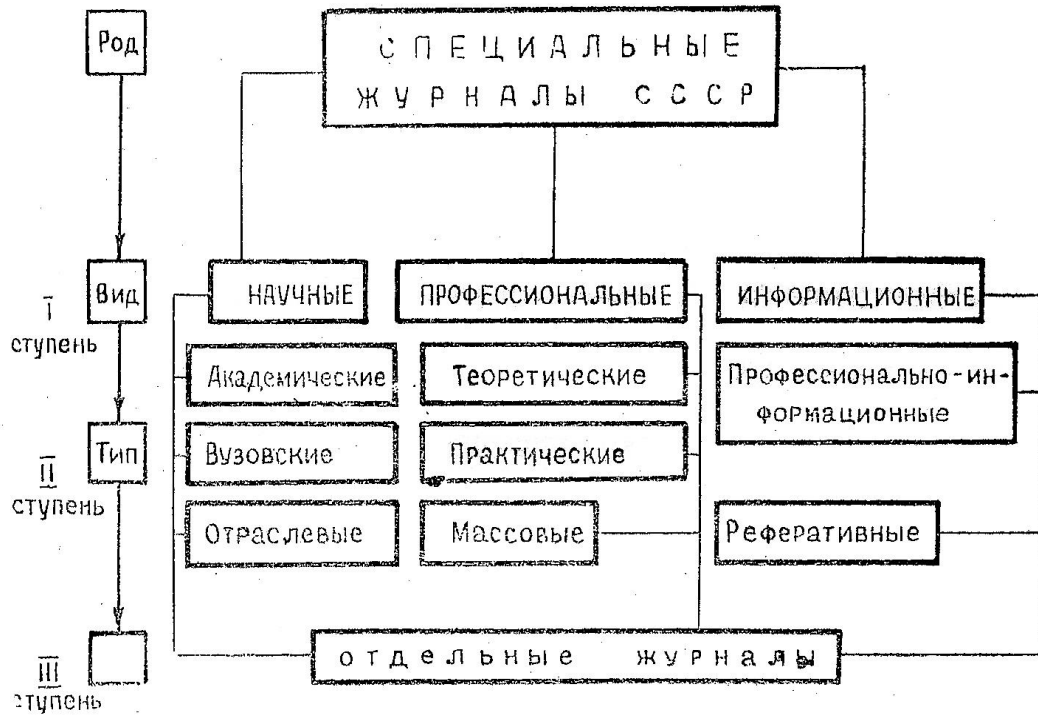 Род
СПЕЦИАЛЬНЫЕ
ЖУРНАЛЫ СССР
Вид
НАУЧНЫЕ
ПРОФЕССИОНАЛЬНЫЕ
ИНФОРМАЦИОННЫЕ
I
ступень
Академические
Теоретические
Профессионально-ин-
формационные
Тип
Вузовские
Практические
II
ступень
Отраслевые
Массовые
Реферативные
отдельные журналы
III
ступень